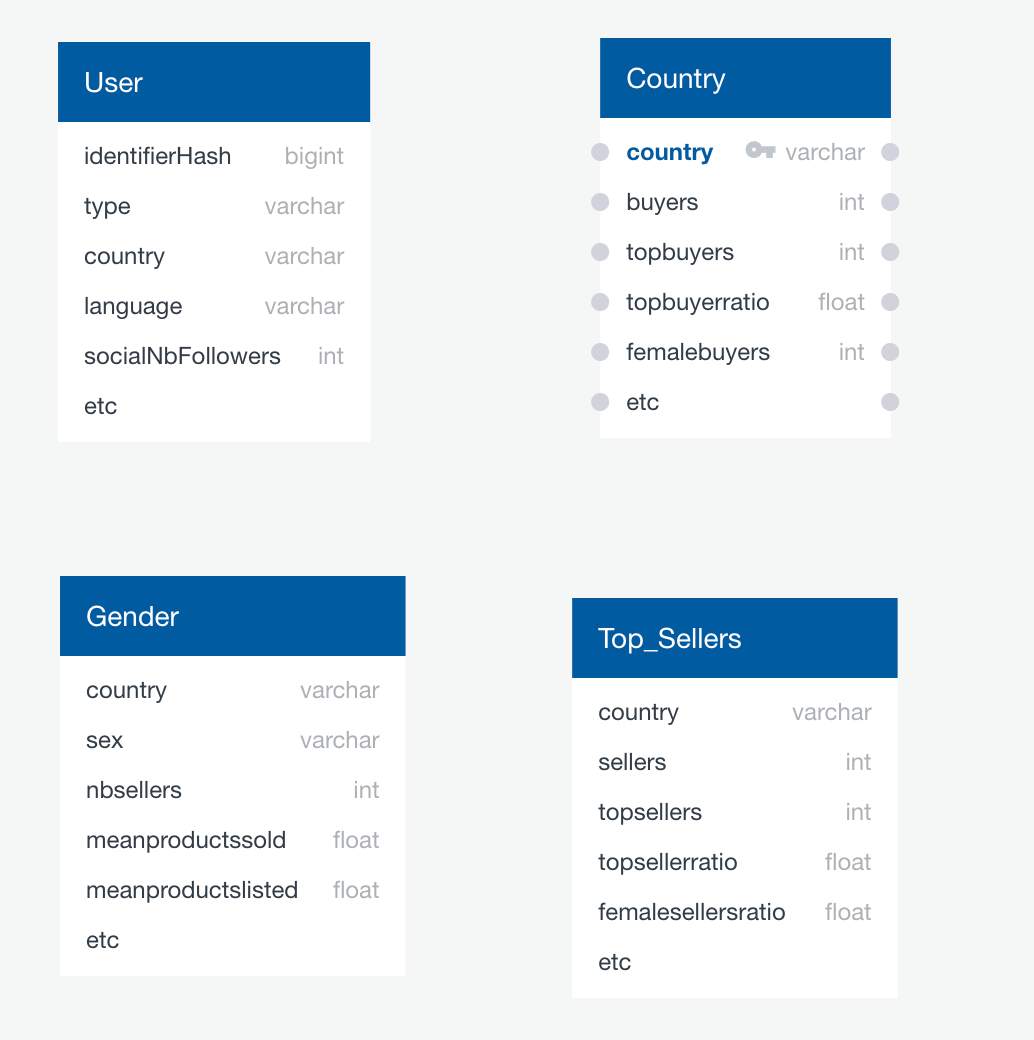 User
identifierHash bigint
type varchar
country varchar
language varchar
socialNbFollowers int
etc
Country
country varchar
buyers int
topbuyers int
topbuyerratio float
femalebuyers int
etc
Gender
country varchar
sex varchar
nbsellers int
meanproductssold float
meanproductslisted float
etc
Top_Sellers
country varchar
sellers int
topsellers int
topsellerratio float
femalesellersratio float
etc